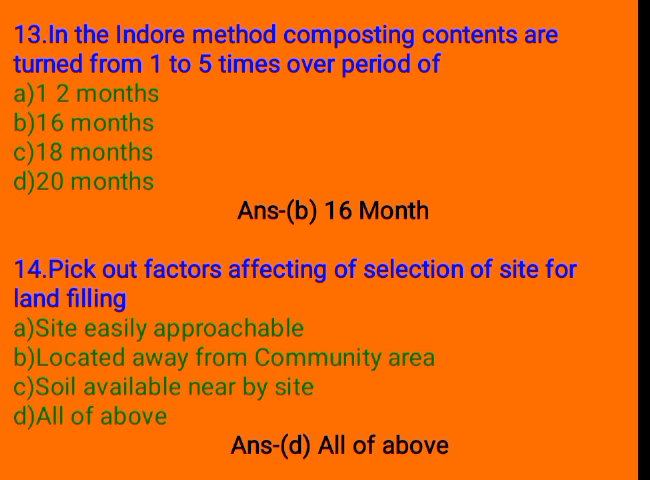 13.In the Indore method composting contents are
turned from 1 to 5 times over period of
a)1 2 months
b)16 months
c)18 months
d)20 months
Ans-(b) 16 Month
14.Pick out factors affecting of selection of site for
land filling
a)Site easily approachable
b)Located away from Community area
c)Soil available near by site
d)All of above
Ans-(d) All of above